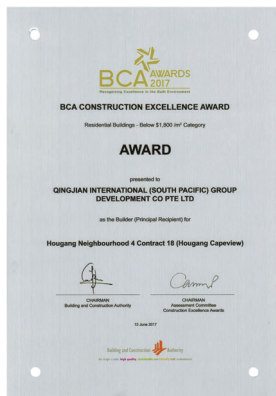 BCA AWARDS
2017
Recognising Excellence in the Built Environment
BCA CONSTRUCTION EXCELLENCE AWARD
Residential Buildings - Below $1,800 /m² Category
AWARD
presented to
QINGJIAN INTERNATIONAL (SOUTH PACIFIC) GROUP
DEVELOPMENT CO PTE LTD
as the Builder (Principal Recipient) for
Hougang Neighbourhood 4 Contract 18 (Hougang Capeview)
CHAIRMAN
Building and Construction Authority
CHAIRMAN
Assessment Committee
Construction Excellence Awards
13 June 2017
Building and Construction Authority